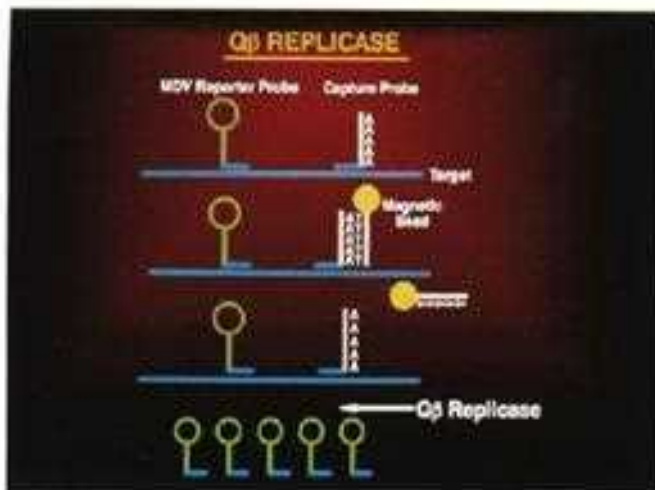 Qβ REPLICASE
MDV Reporter Probe Capture Probe
A
A
A
A
A
Target
Magnetic
Bead
A
A
A
A
A
Qβ Replicase